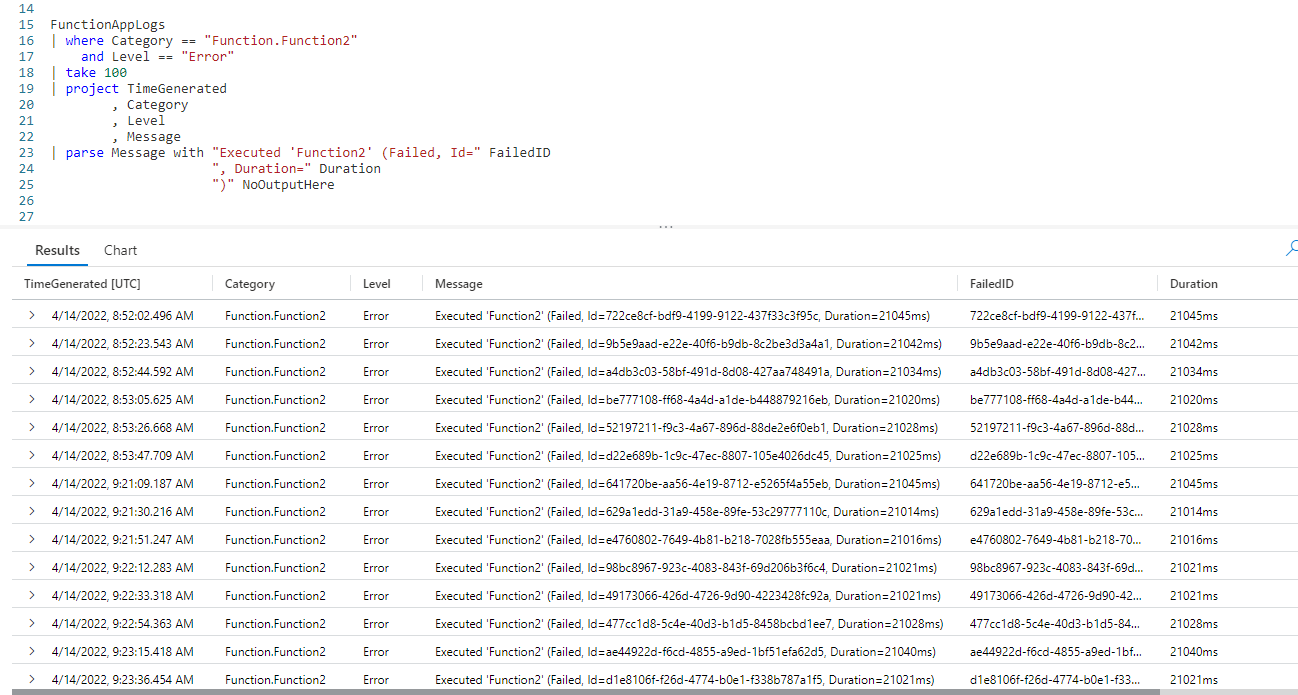 14
15 FunctionAppLogs
16 | where Category == "Function.Function2"
17 and Level == "Error"
18 | take 100
19 | project TimeGenerated
20 , Category
21 , Level
22 , Message
23 | parse Message with "Executed 'Function2' (Failed, Id=" FailedID
24 ", Duration=" Duration
25 ")" NoOutputHere
26
27
...
Results Chart
TimeGenerated [UTC] Category Level Message FailedID Duration
> 4/14/2022, 8:52:02.496 AM Function.Function2 Error Executed 'Function2' (Failed, Id=722ce8cf-bdf9-4199-9122-437f33c3f95c, Duration=21045ms) 722ce8cf-bdf9-4199-9122-437f... 21045ms
> 4/14/2022, 8:52:23.543 AM Function.Function2 Error Executed 'Function2' (Failed, Id=9b5e9aad-e22e-40f6-b9db-8c2be3d3a4a1, Duration=21042ms) 9b5e9aad-e22e-40f6-b9db-8c2... 21042ms
> 4/14/2022, 8:52:44.592 AM Function.Function2 Error Executed 'Function2' (Failed, Id=a4db3c03-58bf-491d-8d08-427aa748491a, Duration=21034ms) a4db3c03-58bf-491d-8d08-427... 21034ms
> 4/14/2022, 8:53:05.625 AM Function.Function2 Error Executed 'Function2' (Failed, Id=be777108-ff68-4a4d-a1de-b448879216eb, Duration=21020ms) be777108-ff68-4a4d-a1de-b44... 21020ms
> 4/14/2022, 8:53:26.668 AM Function.Function2 Error Executed 'Function2' (Failed, Id=52197211-f9c3-4a67-896d-88de2e6f0eb1, Duration=21028ms) 52197211-f9c3-4a67-896d-88d... 21028ms
> 4/14/2022, 8:53:47.709 AM Function.Function2 Error Executed 'Function2' (Failed, Id=d22e689b-1c9c-47ec-8807-105e4026dc45, Duration=21025ms) d22e689b-1c9c-47ec-8807-105... 21025ms
> 4/14/2022, 9:21:09.187 AM Function.Function2 Error Executed 'Function2' (Failed, Id=641720be-aa56-4e19-8712-e5265f4a55eb, Duration=21045ms) 641720be-aa56-4e19-8712-e5... 21045ms
> 4/14/2022, 9:21:30.216 AM Function.Function2 Error Executed 'Function2' (Failed, Id=629a1edd-31a9-458e-89fe-53c29777110c, Duration=21014ms) 629a1edd-31a9-458e-89fe-53c... 21014ms
> 4/14/2022, 9:21:51.247 AM Function.Function2 Error Executed 'Function2' (Failed, Id=e4760802-7649-4b81-b218-7028fb555eaa, Duration=21016ms) e4760802-7649-4b81-b218-70... 21016ms
> 4/14/2022, 9:22:12.283 AM Function.Function2 Error Executed 'Function2' (Failed, Id=98bc8967-923c-4083-843f-69d206b3f6c4, Duration=21021ms) 98bc8967-923c-4083-843f-69d... 21021ms
> 4/14/2022, 9:22:33.318 AM Function.Function2 Error Executed 'Function2' (Failed, Id=49173066-426d-4726-9d90-4223428fc92a, Duration=21021ms) 49173066-426d-4726-9d90-42... 21021ms
> 4/14/2022, 9:22:54.363 AM Function.Function2 Error Executed 'Function2' (Failed, Id=477cc1d8-5c4e-40d3-b1d5-8458bcbd1ee7, Duration=21028ms) 477cc1d8-5c4e-40d3-b1d5-84... 21028ms
> 4/14/2022, 9:23:15.418 AM Function.Function2 Error Executed 'Function2' (Failed, Id=ae44922d-f6cd-4855-a9ed-1bf51efa62d5, Duration=21040ms) ae44922d-f6cd-4855-a9ed-1bf... 21040ms
> 4/14/2022, 9:23:36.454 AM Function.Function2 Error Executed 'Function2' (Failed, Id=d1e8106f-f26d-4774-b0e1-f338b787a1f5, Duration=21021ms) d1e8106f-f26d-4774-b0e1-f33... 21021ms